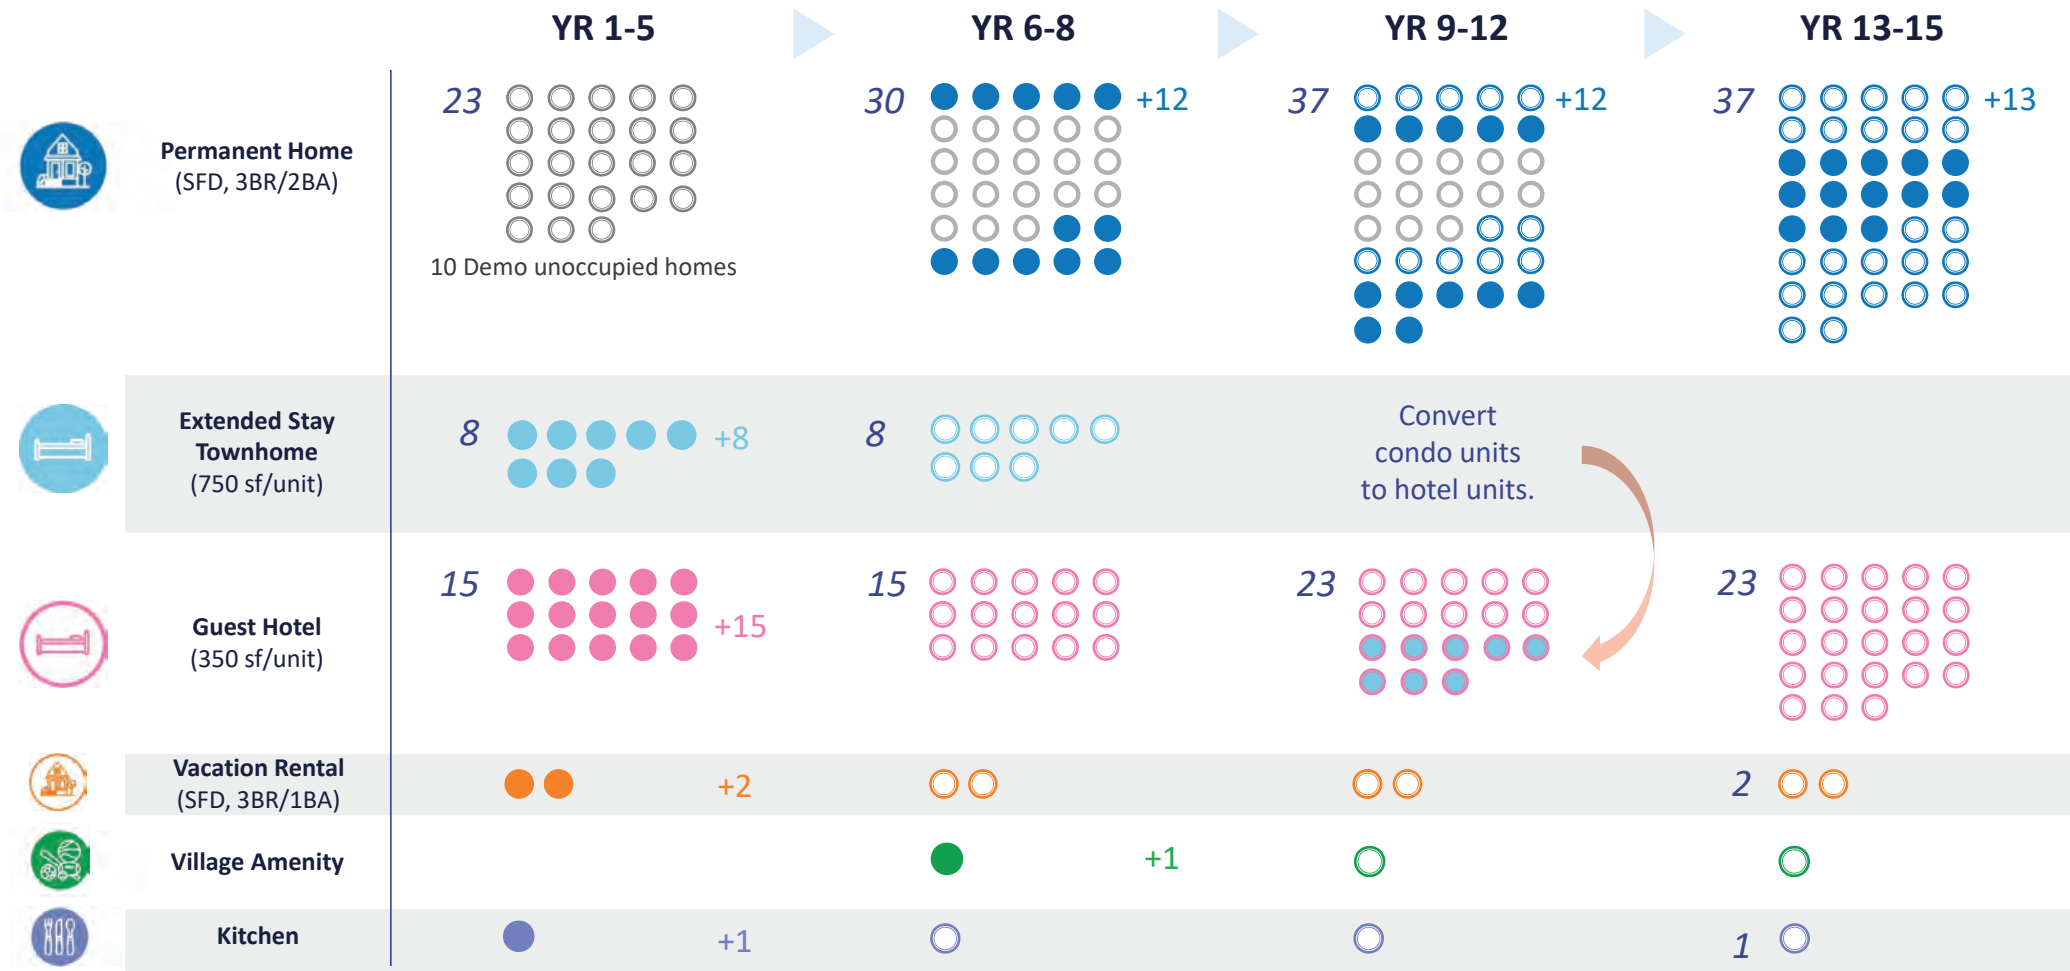 YR 1-5
YR 6-8
YR 9-12
YR 13-15
Permanent Home
(SFD, 3BR/2BA)
23
10 Demo unoccupied homes
30
+12
37
+12
37
+13
Extended Stay
Townhome
(750 sf/unit)
8
+8
8
Convert
condo units
to hotel units.
Guest Hotel
(350 sf/unit)
15
+15
15
23
23
Vacation Rental
(SFD, 3BR/1BA)
+2
2
Village Amenity
+1
Kitchen
+1
1